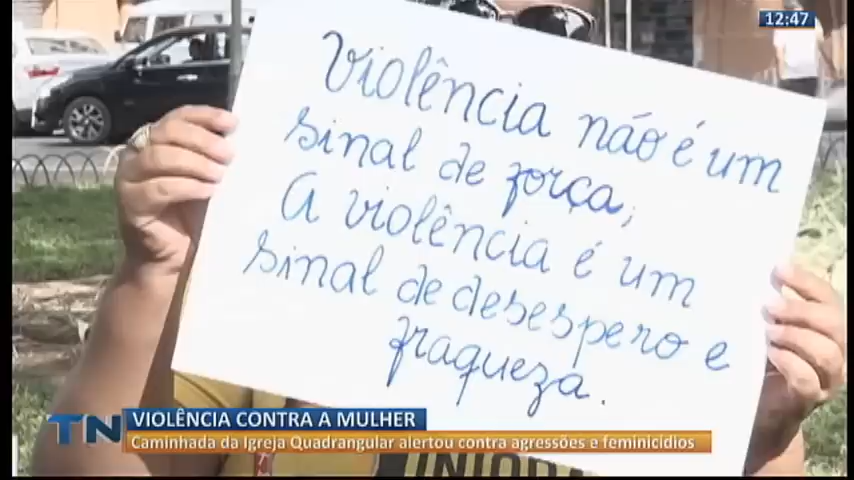 12:47
Violência não é um
sinal de força;
A violência é um
sinal de desespero e
fraqueza.
TN
VIOLÊNCIA CONTRA A MULHER
Caminhada da Igreja Quadrangular alertou contra agressões e feminicídios